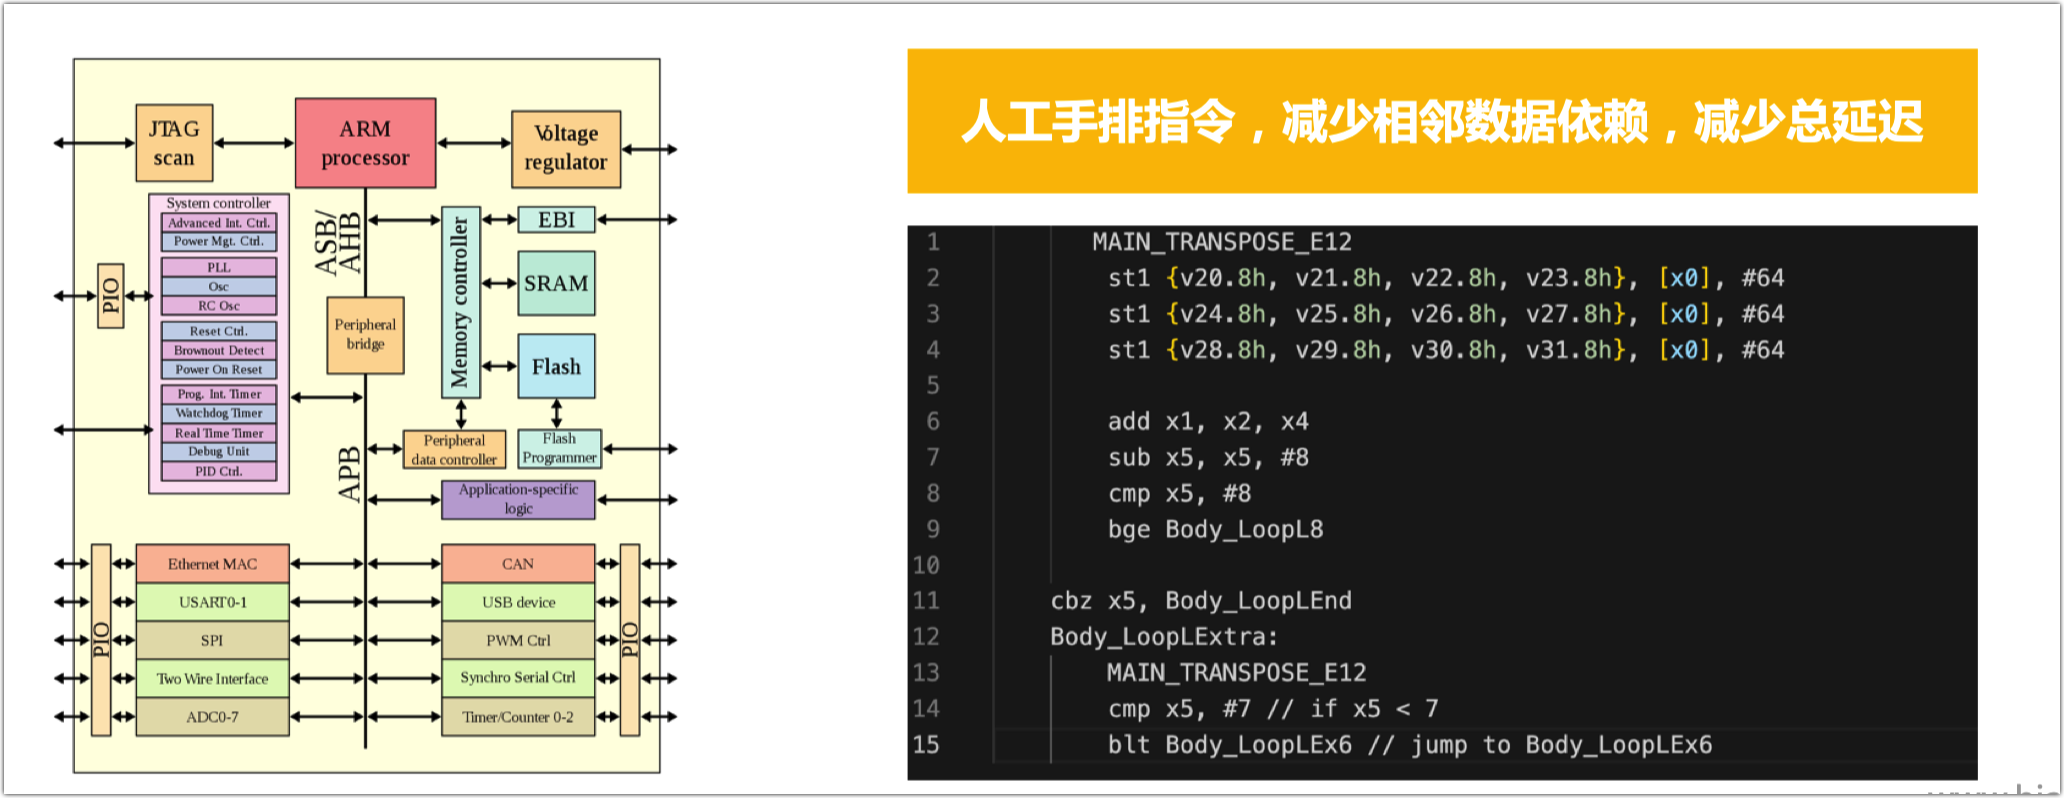 JTAG
scan
ARM
processor
Voltage
regulator
System controller
Advanced Int. Ctrl.
Power Mgt. Ctrl.
PLL
Osc
RC Osc
Reset Ctrl.
Brownout Detect
Power On Reset
Prog. Int. Timer
Watchdog Timer
Real Time Timer
Debug Unit
PID Ctrl.
PIO
ASB/
AHB
Peripheral
bridge
Memory controller
EBI
SRAM
Flash
Peripheral
data controller
Flash
Programmer
APB
Application-specific
logic
PIO
Ethernet MAC
USART0-1
SPI
Two Wire Interface
ADC0-7
CAN
USB device
PWM Ctrl
Synchro Serial Ctrl
Timer/Counter 0-2
PIO
人工手排指令，减少相邻数据依赖，减少总延迟
1 MAIN_TRANSPOSE_E12
2 st1 {v20.8h, v21.8h, v22.8h, v23.8h}, [x0], #64
3 st1 {v24.8h, v25.8h, v26.8h, v27.8h}, [x0], #64
4 st1 {v28.8h, v29.8h, v30.8h, v31.8h}, [x0], #64
5
6 add x1, x2, x4
7 sub x5, x5, #8
8 cmp x5, #8
9 bge Body_LoopL8
10
11 cbz x5, Body_LoopLEnd
12 Body_LoopLExtra:
13 MAIN_TRANSPOSE_E12
14 cmp x5, #7 // if x5 < 7
15 blt Body_LoopLEx6 // jump to Body_LoopLEx6